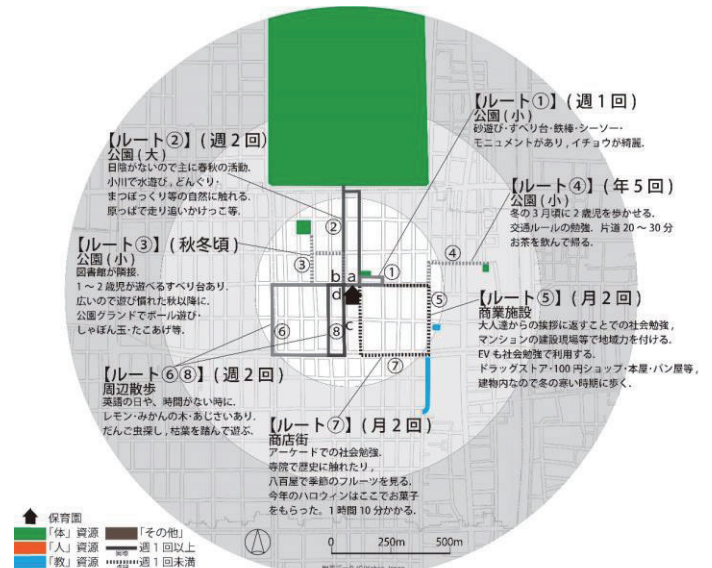 【ルート①】(週1回)
公園(小)
砂遊び・すべり台・鉄棒・シーソー・
モニュメントがあり,イチョウが綺麗.
【ルート②】(週2回)
公園(大)
日陰がないので主に春秋の活動.
小川で水遊び,どんぐり・
まつぼっくり等の自然に触れる.
原っぱで走り追いかけっこ等.
【ルート④】(年5回)
公園(小)
冬の3月頃に2歳児を歩かせる.
交通ルールの勉強.片道20～30分
お茶を飲んで帰る.
【ルート③】(秋冬頃)
公園(小)
図書館が隣接.
1～2歳児が遊べるすべり台あり.
広いので遊び慣れた秋以降に.
公園グランドでボール遊び・
しゃぼん玉・たこあげ等.
【ルート⑤】(月2回)
商業施設
大人達からの挨拶に返すことでの社会勉強,
マンションの建設現場等で地域力を付ける.
EVも社会勉強で利用する.
ドラッグストア・100円ショップ・本屋・パン屋等,
建物内なので冬の寒い時期に歩く.
【ルート⑥⑧】(週2回)
周辺散歩
英語の日や、時間がない時に.
レモン・みかんの木・あじさいあり.
だんご虫探し,枯葉を踏んで遊ぶ.
【ルート⑦】(月2回)
商店街
アーケードでの社会勉強.
寺院で歴史に触れたり,
八百屋で季節のフルーツを見る.
今年のハロウィンはここでお菓子
をもらった.1時間10分かかる.
②
③
④
b a
①
d
⑤
c
⑥
⑧
⑦
保育園
「体」資源
「その他」
「人」資源
週1回以上
「教」資源
週1回未満
0 250m 500m